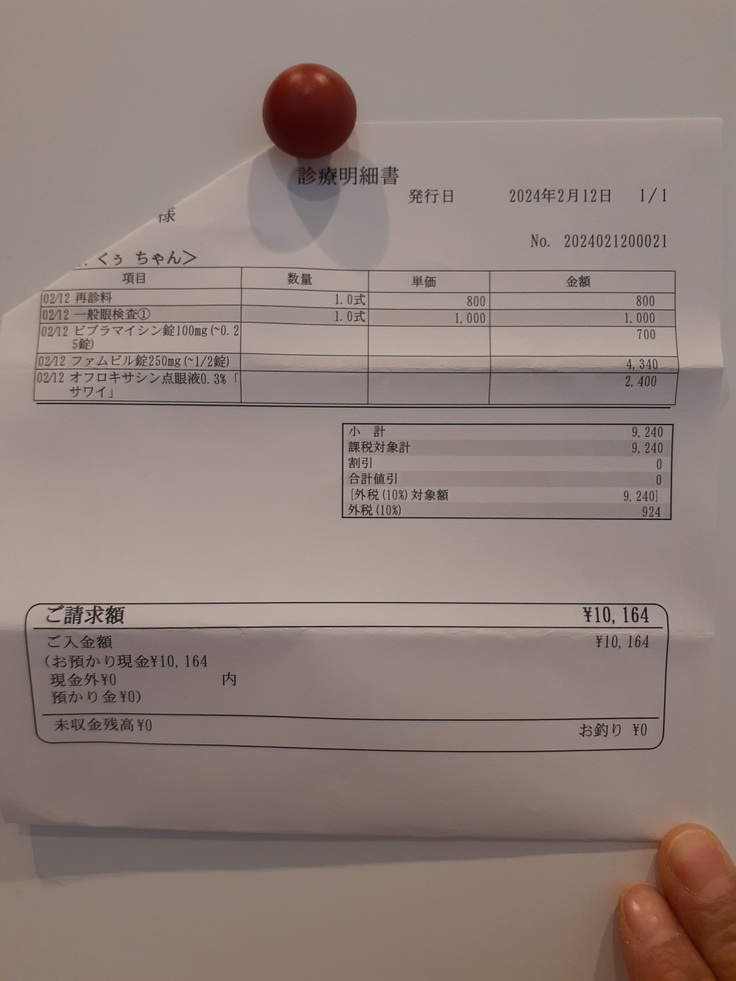 診療明細書
発行日 2024年2月12日 1/1
様
No. 2024021200021
くぅ ちゃん>
項目 数量 単価 金額
02/12 再診料 1.0式 800 800
02/12 一般眼検査① 1.0式 1,000 1,000
02/12 ビブラマイシン錠100mg(~0.2 700
5錠)
02/12 ファムビル錠250mg(~1/2錠) 4,340
02/12 オフロキサシン点眼液0.3%「 2,400
サワイ」
小 計 9,240
課税対象計 9,240
割引 0
合計値引 0
[外税(10%)対象額 9,240]
外税(10%) 924
ご請求額 ¥10,164
ご入金額 ¥10,164
(お預かり現金¥10,164
現金外¥0 内
預かり金¥0)
未収金残高¥0 お釣り ¥0